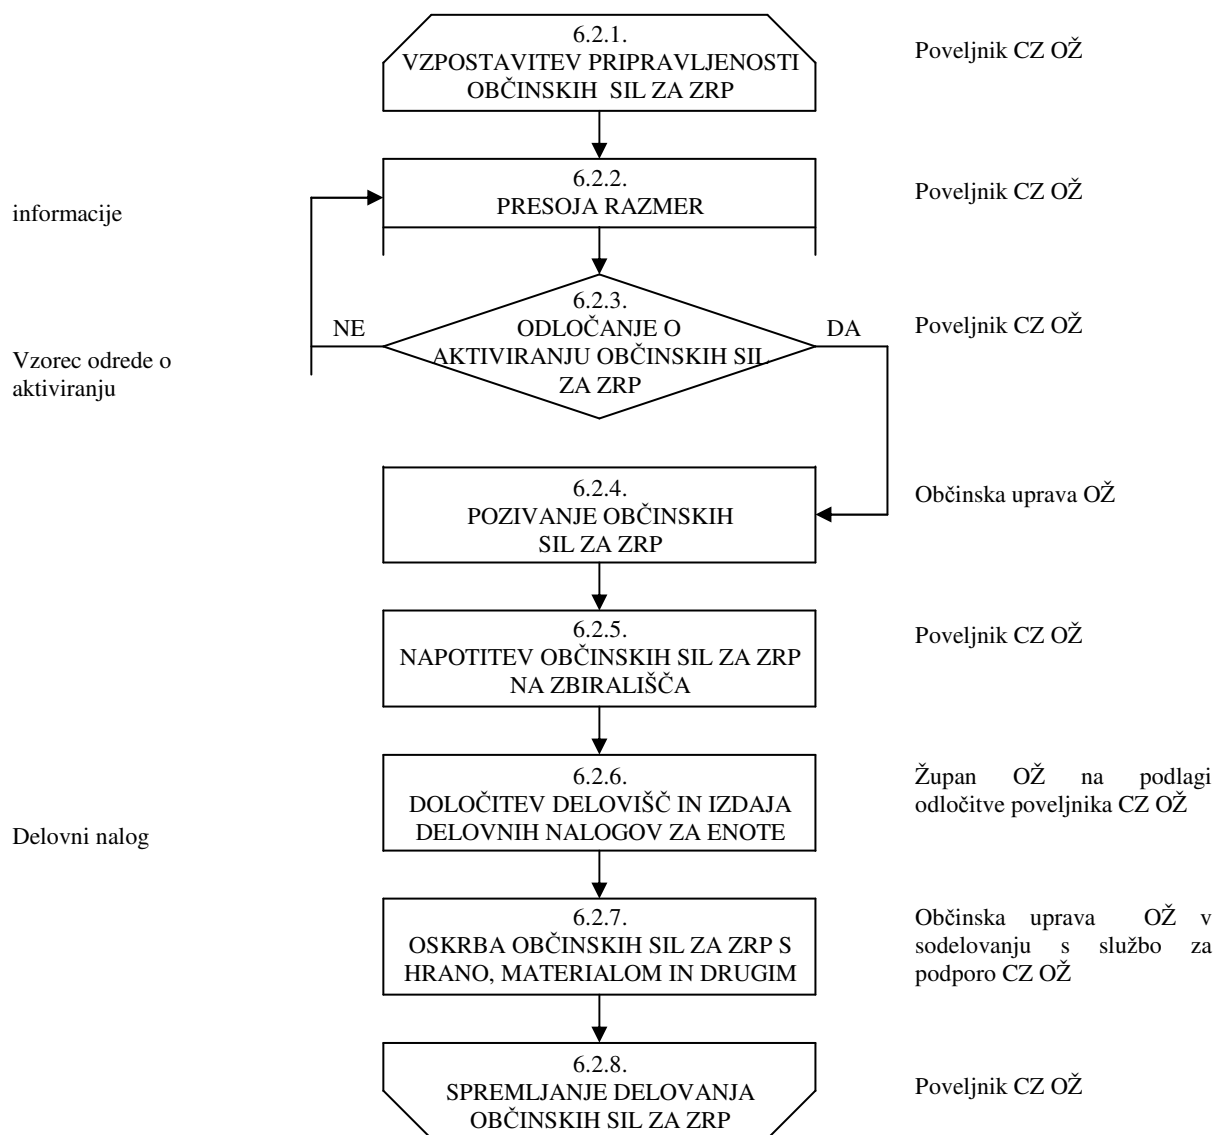 6.2.1.
VZPOSTAVITEV PRIPRAVLJENOSTI
OBČINSKIH SIL ZA ZRP
Poveljnik CZ OŽ
informacije
6.2.2.
PRESOJA RAZMER
Poveljnik CZ OŽ
Vzorec odrede o
aktiviranju
NE
6.2.3.
ODLOČANJE O
AKTIVIRANJU OBČINSKIH SIL
ZA ZRP
DA
Poveljnik CZ OŽ
6.2.4.
POZIVANJE OBČINSKIH
SIL ZA ZRP
Občinska uprava OŽ
6.2.5.
NAPOTITEV OBČINSKIH SIL ZA ZRP
NA ZBIRALIŠČA
Poveljnik CZ OŽ
Delovni nalog
6.2.6.
DOLOČITEV DELOVIŠČ IN IZDAJA
DELOVNIH NALOGOV ZA ENOTE
Župan OŽ na podlagi
odločitve poveljnika CZ OŽ
6.2.7.
OSKRBA OBČINSKIH SIL ZA ZRP S
HRANO, MATERIALOM IN DRUGIM
Občinska uprava OŽ v
sodelovanju s službo za
podporo CZ OŽ
6.2.8.
SPREMLJANJE DELOVANJA
OBČINSKIH SIL ZA ZRP
Poveljnik CZ OŽ